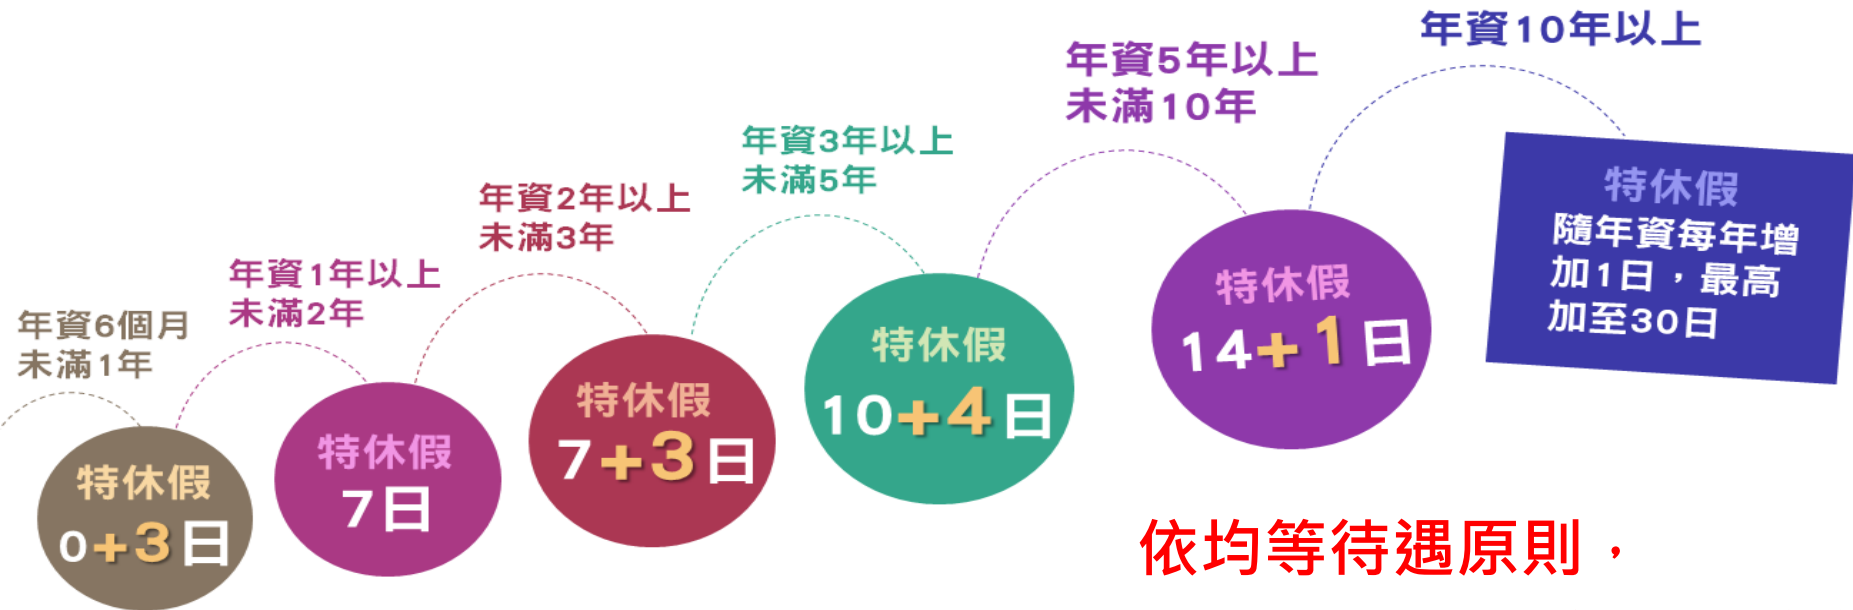 年資6個月
未滿1年
特休假
0+3日
年資1年以上
未滿2年
特休假
7日
年資2年以上
未滿3年
特休假
7+3日
年資3年以上
未滿5年
特休假
10+4日
年資5年以上
未滿10年
特休假
14+1日
年資10年以上
特休假
隨年資每年增
加1日，最高
加至30日
依均等待遇原則，